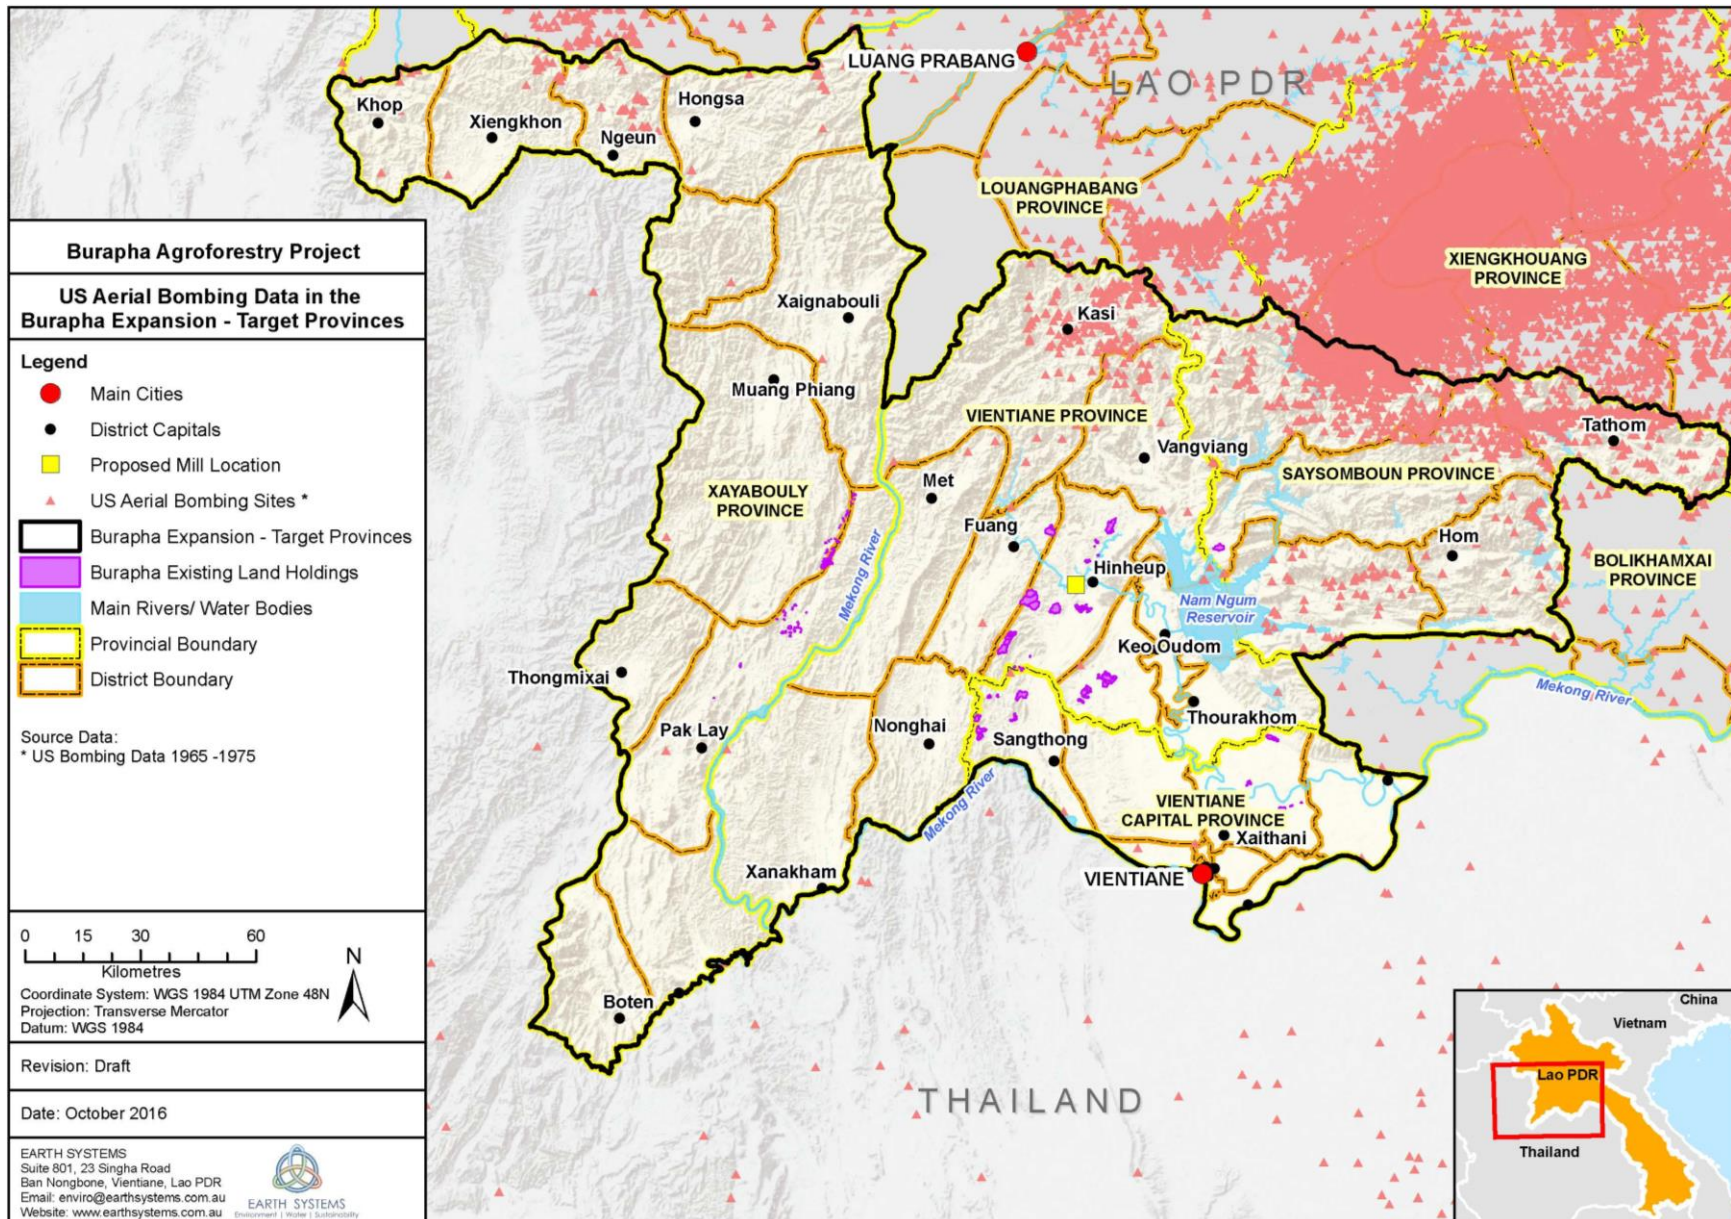 Burapha Agroforestry Project
US Aerial Bombing Data in the
Burapha Expansion - Target Provinces
Legend
Main Cities
District Capitals
Proposed Mill Location
US Aerial Bombing Sites *
Burapha Expansion - Target Provinces
Burapha Existing Land Holdings
Main Rivers/ Water Bodies
Provincial Boundary
District Boundary
Source Data:
* US Bombing Data 1965 -1975
0 15 30 60
Kilometres
N
Coordinate System: WGS 1984 UTM Zone 48N
Projection: Transverse Mercator
Datum: WGS 1984
Revision: Draft
Date: October 2016
EARTH SYSTEMS
Suite 801, 23 Singha Road
Ban Nongbone, Vientiane, Lao PDR
Email: enviro@earthsystems.com.au
Website: www.earthsystems.com.au
EARTH SYSTEMS
Environment | Water | Sustainability
LUANG PRABANG
LAO PDR
Khop
Xiengkhon
Ngeun
Hongsa
LOUANGPHABANG
PROVINCE
XIENGKHOUANG
PROVINCE
Xaignabouli
Kasi
Muang Phiang
VIENTIANE PROVINCE
Vangviang
Tathom
SAYSOMBOUN PROVINCE
XAYABOULY
PROVINCE
Met
Fuang
Hom
Hinheup
BOLIKHAMXAI
PROVINCE
Mekong River
Nam Ngum
Reservoir
Keo Oudom
Thongmixai
Mekong River
Thourakhom
Pak Lay
Nonghai
Sangthong
Mekong River
VIENTIANE
CAPITAL PROVINCE
Xaithani
Xanakham
VIENTIANE
Boten
THAILAND
China
Vietnam
Lao PDR
Thailand